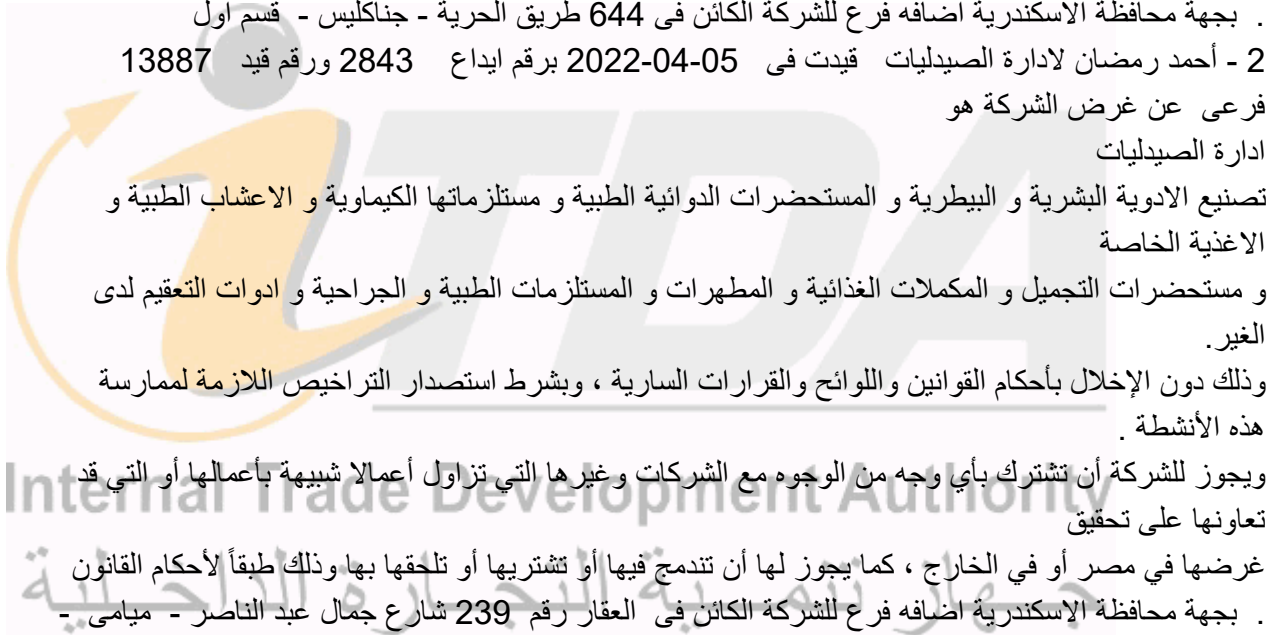 . بجهة محافظة الاسكندرية اضافه فرع للشركة الكائن فى 644 طريق الحرية - جناكليس - قسم اول
2 - أحمد رمضان لادارة الصيدليات قيدت فى 05-04-2022 برقم ايداع 2843 ورقم قيد 13887
فرعى عن غرض الشركة هو
ادارة الصيدليات
تصنيع الادوية البشرية و البيطرية و المستحضرات الدوائية الطبية و مستلزماتها الكيماوية و الاعشاب الطبية و
الاغذية الخاصة
و مستحضرات التجميل و المكملات الغذائية و المطهرات و المستلزمات الطبية و الجراحية و ادوات التعقيم لدى
الغير.
وذلك دون الإخلال بأحكام القوانين واللوائح والقرارات السارية ، وبشرط استصدار التراخيص اللازمة لممارسة
هذه الأنشطة .
ويجوز للشركة أن تشترك بأي وجه من الوجوه مع الشركات وغيرها التي تزاول أعمالا شبيهة بأعمالها أو التي قد
تعاونها على تحقيق
غرضها في مصر أو في الخارج ، كما يجوز لها أن تندمج فيها أو تشتريها أو تلحقها بها وذلك طبقاً لأحكام القانون
. بجهة محافظة الاسكندرية اضافه فرع للشركة الكائن فى العقار رقم 239 شارع جمال عبد الناصر - ميامى -
iTDA
Internal Trade Development Authority
جهاز تنمية التجارة الداخلية